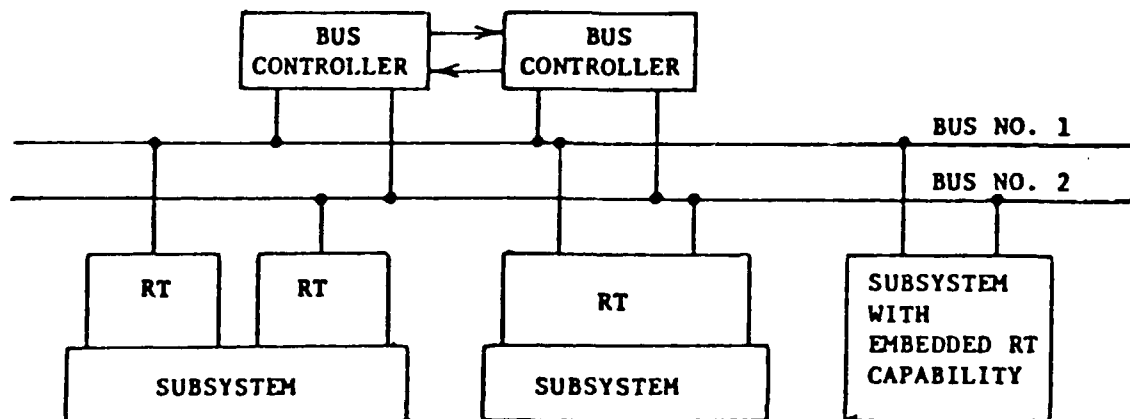 BUS
CONTROLLER
BUS
CONTROLLER
BUS NO. 1
BUS NO. 2
RT
RT
RT
SUBSYSTEM
WITH
EMBEDDED RT
CAPABILITY
SUBSYSTEM
SUBSYSTEM